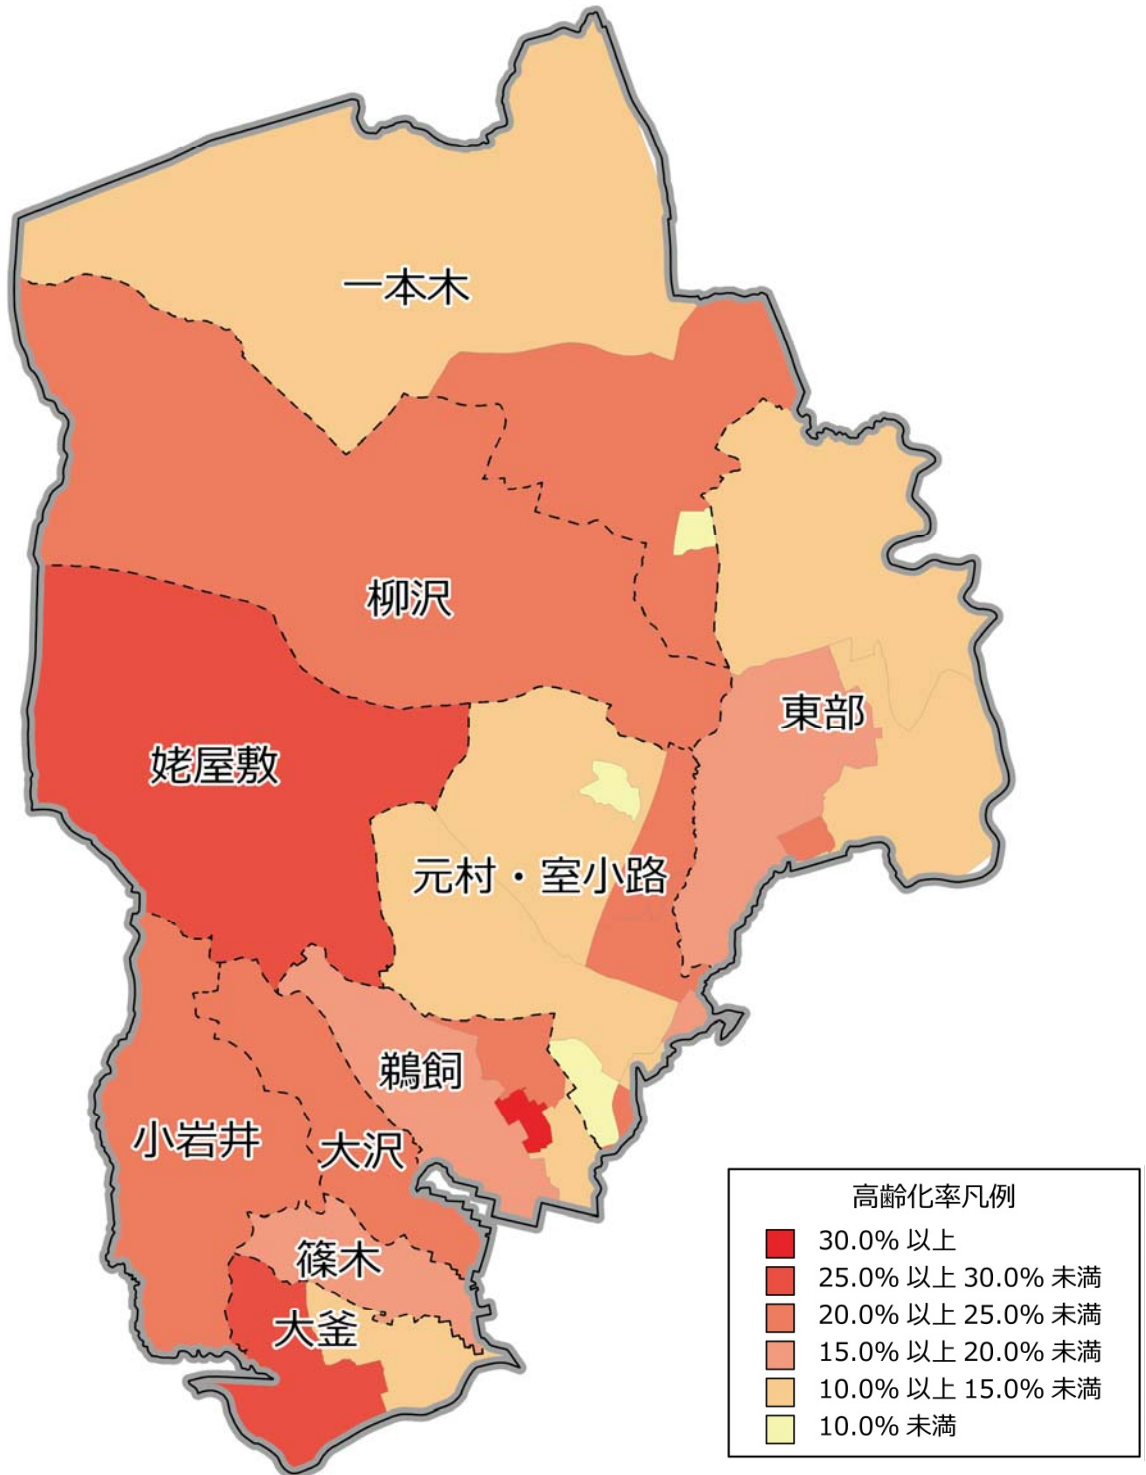 一本木
柳沢
東部
姥屋敷
元村・室小路
鵜飼
小岩井
大沢
篠木
大釜
高齢化率凡例
30.0% 以上
25.0% 以上 30.0% 未満
20.0% 以上 25.0% 未満
15.0% 以上 20.0% 未満
10.0% 以上 15.0% 未満
10.0% 未満